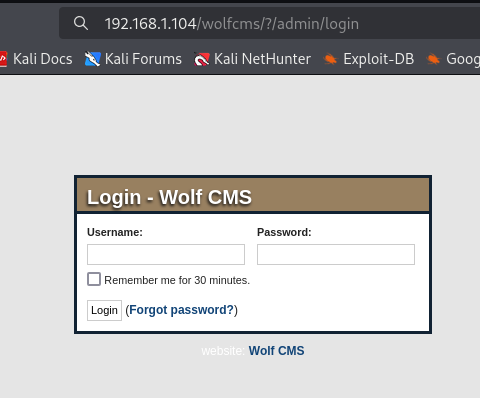 192.168.1.104/wolfcms/?/admin/login
Kali Docs Kali Forums Kali NetHunter Exploit-DB Goog
Login - Wolf CMS
Username: Password:
Remember me for 30 minutes.
Login (Forgot password?)
website: Wolf CMS